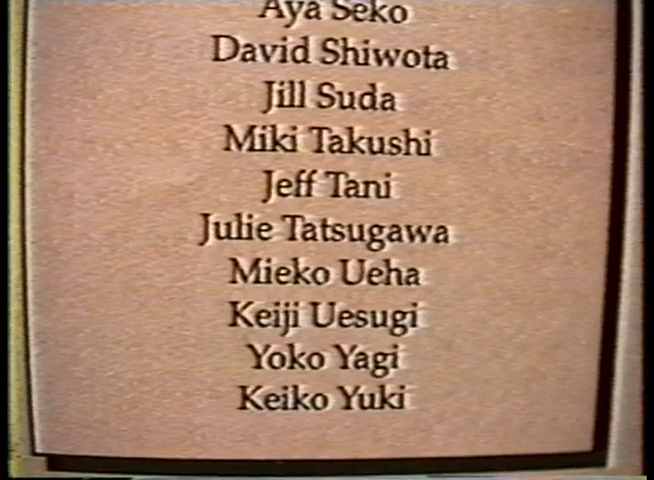 Aya Seko
David Shiwota
Jill Suda
Miki Takushi
Jeff Tani
Julie Tatsugawa
Mieko Ueha
Keiji Uesugi
Yoko Yagi
Keiko Yuki